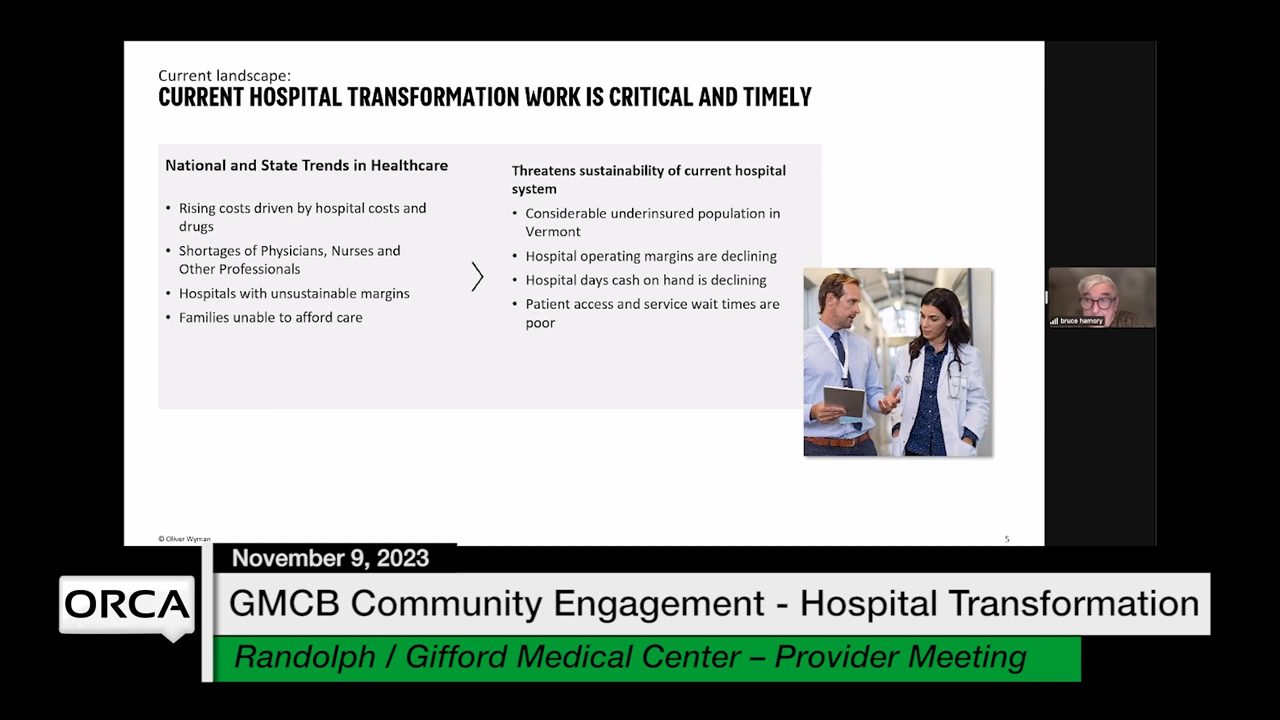 Current landscape:
CURRENT HOSPITAL TRANSFORMATION WORK IS CRITICAL AND TIMELY
National and State Trends in Healthcare
• Rising costs driven by hospital costs and
drugs
• Shortages of Physicians, Nurses and
Other Professionals
• Hospitals with unsustainable margins
• Families unable to afford care
Threatens sustainability of current hospital
system
• Considerable underinsured population in
Vermont
• Hospital operating margins are declining
• Hospital days cash on hand is declining
• Patient access and service wait times are
poor
bruce hamory
© Oliver Wyman
5
November 9, 2023
ORCA
GMCB Community Engagement - Hospital Transformation
Randolph / Gifford Medical Center – Provider Meeting